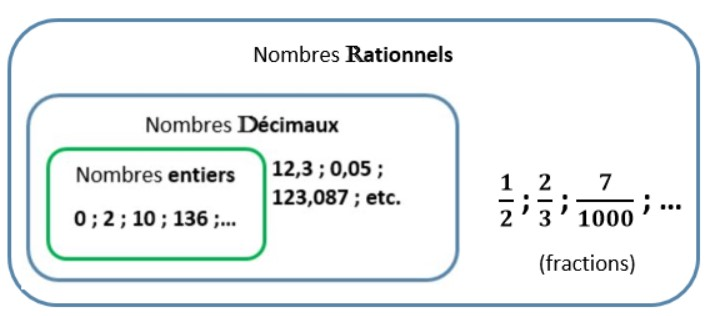 Nombres Rationnels
Nombres Décimaux
Nombres entiers
0 ; 2 ; 10 ; 136 ;...
12,3 ; 0,05 ;
123,087 ; etc.
1/2 ; 2/3 ; 7/1000 ; ...
(fractions)